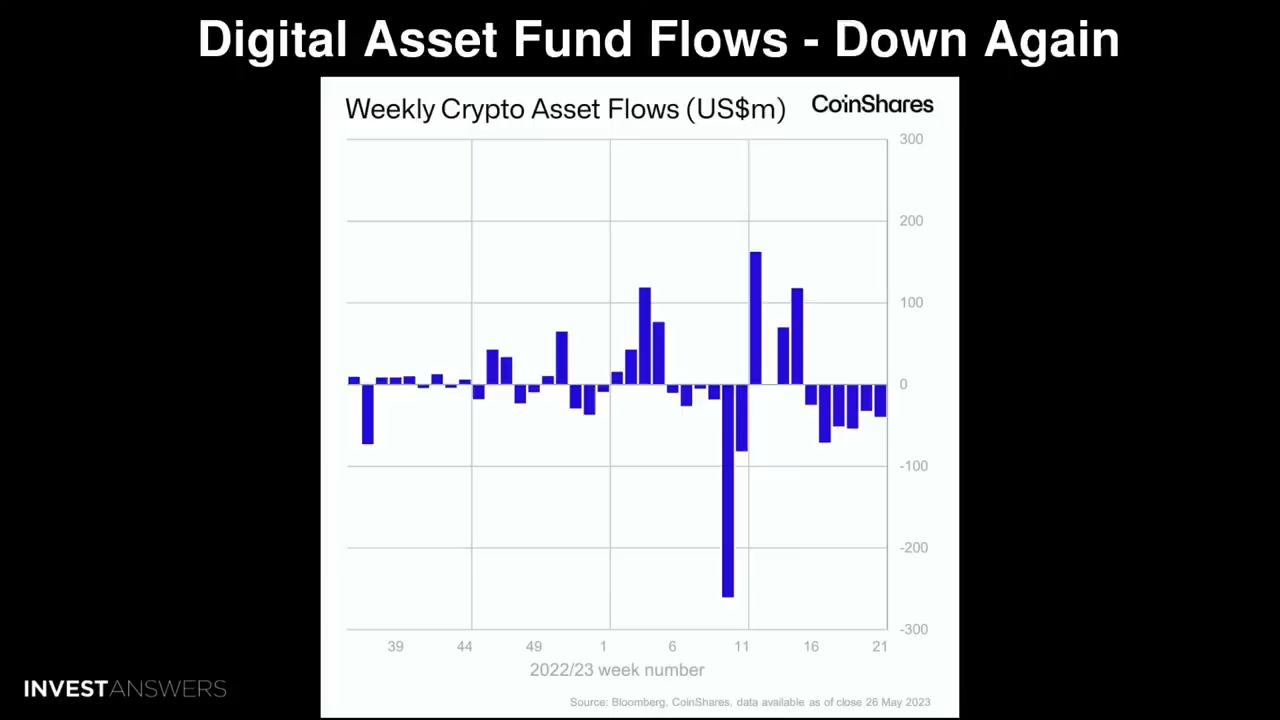 Digital Asset Fund Flows - Down Again
Weekly Crypto Asset Flows (US$m)
CoinShares
300
200
100
0
-100
-200
-300
39 44 49 1 6 11 16 21
2022/23 week number
Source: Bloomberg, CoinShares, data available as of close 26 May 2023
INVESTANSWERS